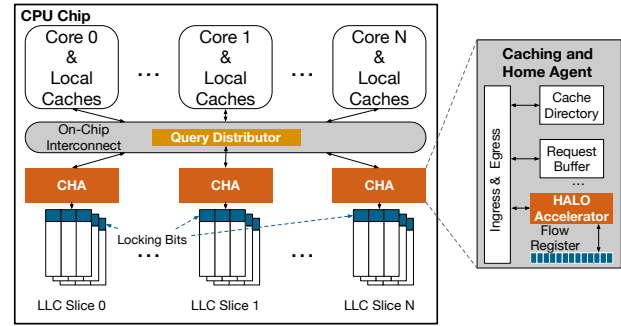 CPU Chip
Core 0
&
Local
Caches
...
Core 1
&
Local
Caches
...
Core N
&
Local
Caches
On-Chip
Interconnect
Query Distributor
CHA
CHA
CHA
Locking Bits
...
...
LLC Slice 0
LLC Slice 1
LLC Slice N
Caching and
Home Agent
Ingress & Egress
Cache
Directory
Request
Buffer
...
HALO
Accelerator
Flow
Register